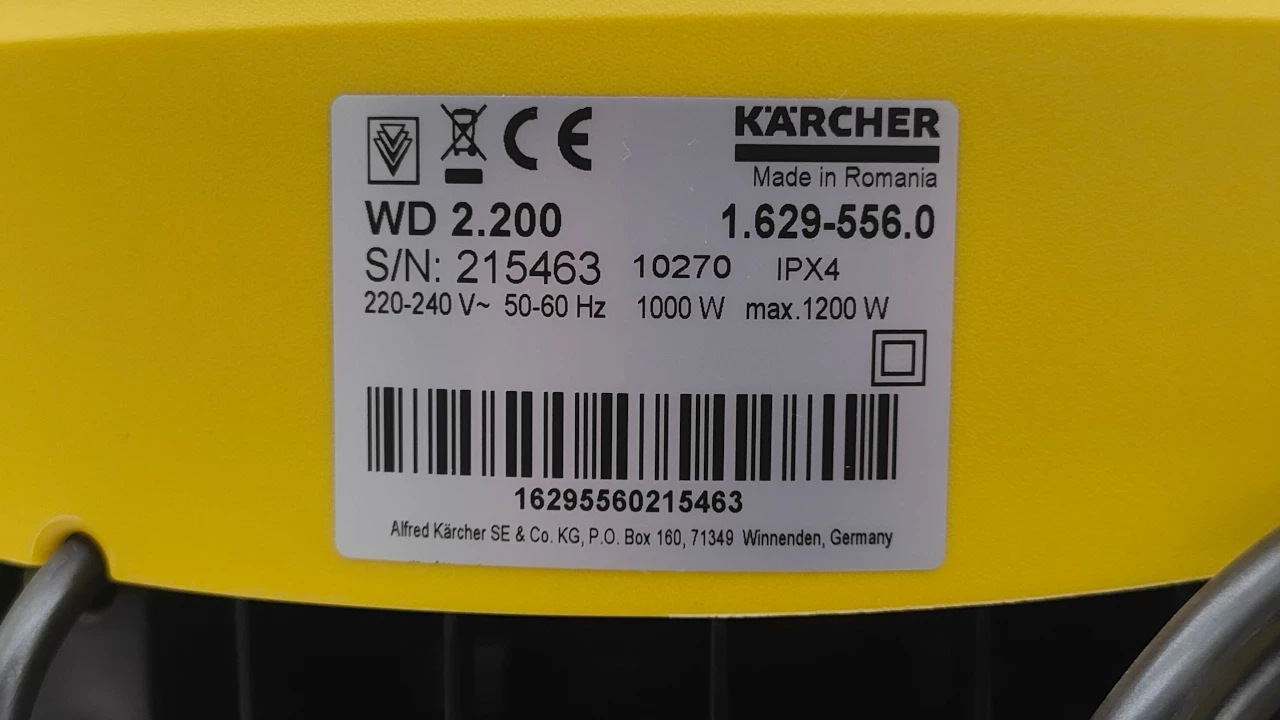 CE
KÄRCHER
Made in Romania
WD 2.200 1.629-556.0
S/N: 215463 10270 IPX4
220-240 V~ 50-60 Hz 1000 W max.1200 W
16295560215463
Alfred Kärcher SE & Co. KG, P.O. Box 160, 71349 Winnenden, Germany